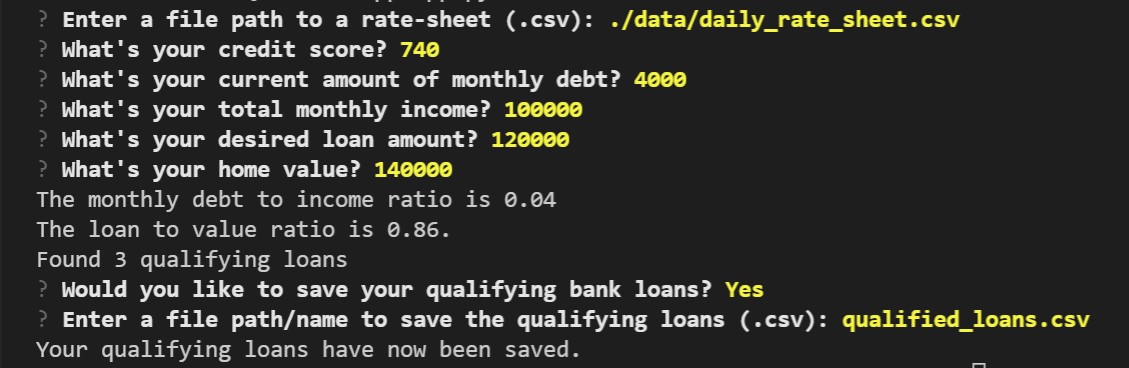 ? Enter a file path to a rate-sheet (.csv): ./data/daily_rate_sheet.csv
? What's your credit score? 740
? What's your current amount of monthly debt? 4000
? What's your total monthly income? 100000
? What's your desired loan amount? 120000
? What's your home value? 140000
The monthly debt to income ratio is 0.04
The loan to value ratio is 0.86.
Found 3 qualifying loans
? Would you like to save your qualifying bank loans? Yes
? Enter a file path/name to save the qualifying loans (.csv): qualified_loans.csv
Your qualifying loans have now been saved.